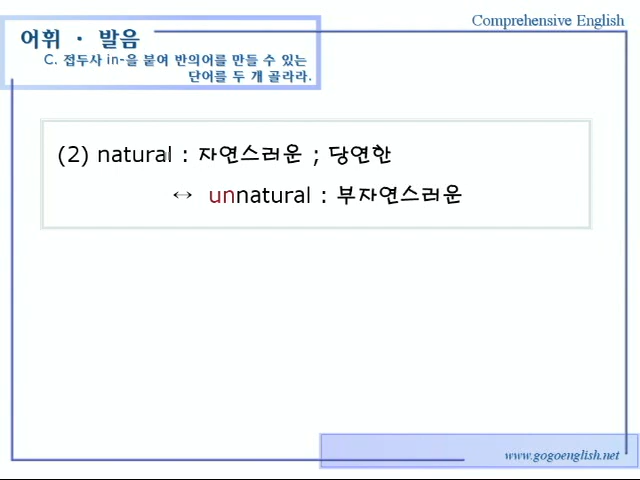 Comprehensive English
어휘 · 발음
C. 접두사 in-을 붙여 반의어를 만들 수 있는
단어를 두 개 골라라.
(2) natural : 자연스러운 ; 당연한
↔ unnatural : 부자연스러운
www.gogoenglish.net